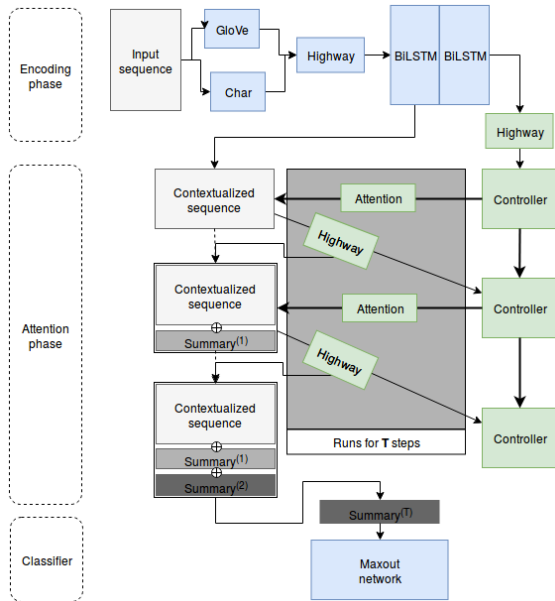 Encoding
phase
Input
sequence
GloVe
Char
Highway
BiLSTM
BiLSTM
Highway
Attention
phase
Contextualized
sequence
Attention
Controller
Highway
Contextualized
sequence
Summary(1)
Attention
Controller
Highway
Contextualized
sequence
Summary(1)
Summary(2)
Runs for T steps
Controller
Classifier
Summary(T)
Maxout
network